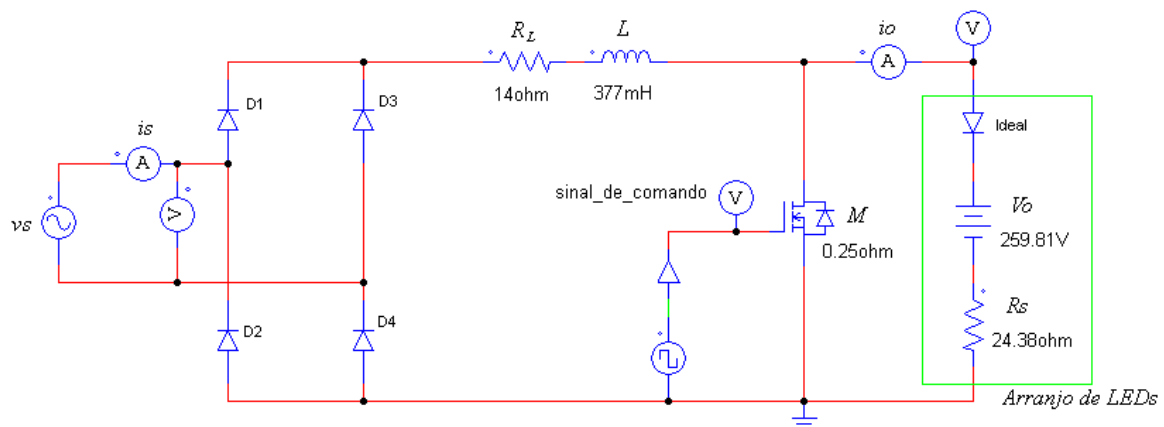 R_L
L
io
V
14ohm
377mH
A
D1
D3
Ideal
is
A
V
vs
sinal_de_comando
V
M
0.25ohm
Vo
259.81V
D2
D4
Rs
24.38ohm
Arranjo de LEDs